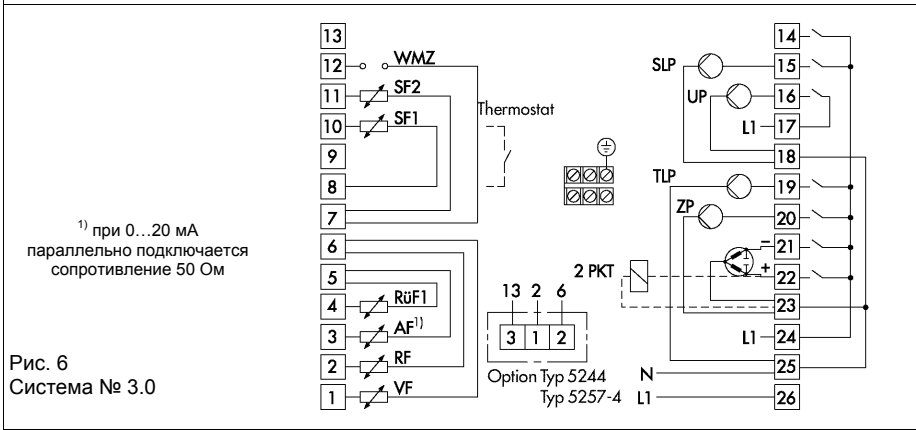 13
12 WMZ
11 SF2
10 SF1
9
8
7
6
5
4 RüF1
3 AF1)
2 RF
1 VF
Thermostat
1) при 0…20 мА
параллельно подключается
сопротивление 50 Ом
Рис. 6
Система № 3.0
13 2 6
3 1 2
Option Typ 5244
Typ 5257-4
2 PKT
14
SLP 15
UP 16
L1 17
18
TLP 19
ZP 20
− 21
+ 22
23
L1 24
N 25
L1 26